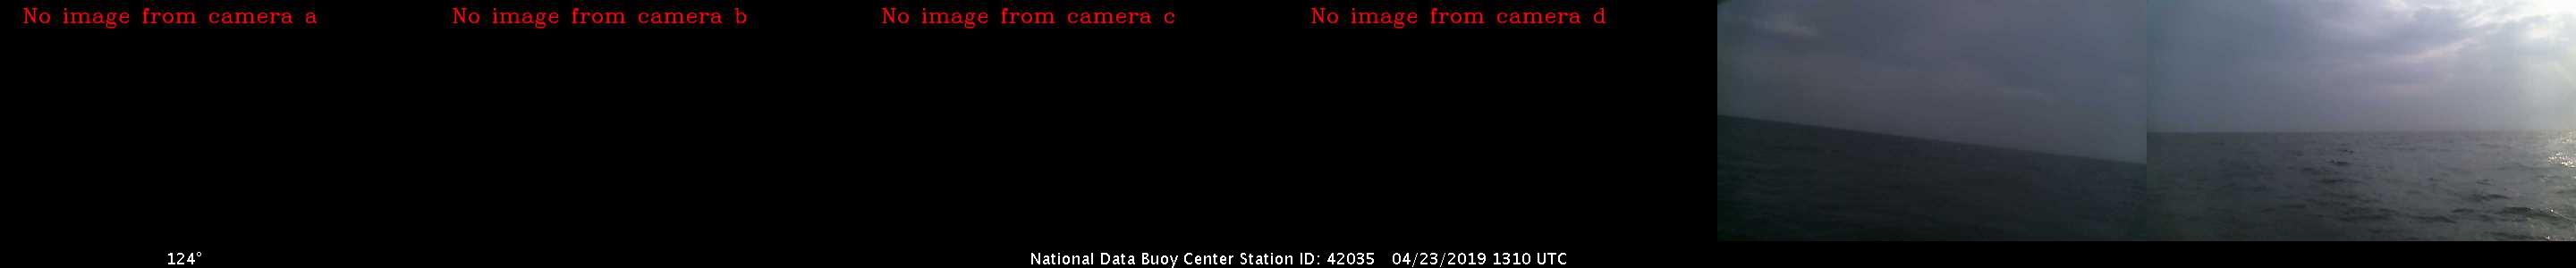 No image from camera a
No image from camera b
No image from camera c
No image from camera d
124°
National Data Buoy Center Station ID: 42035 04/23/2019 1310 UTC